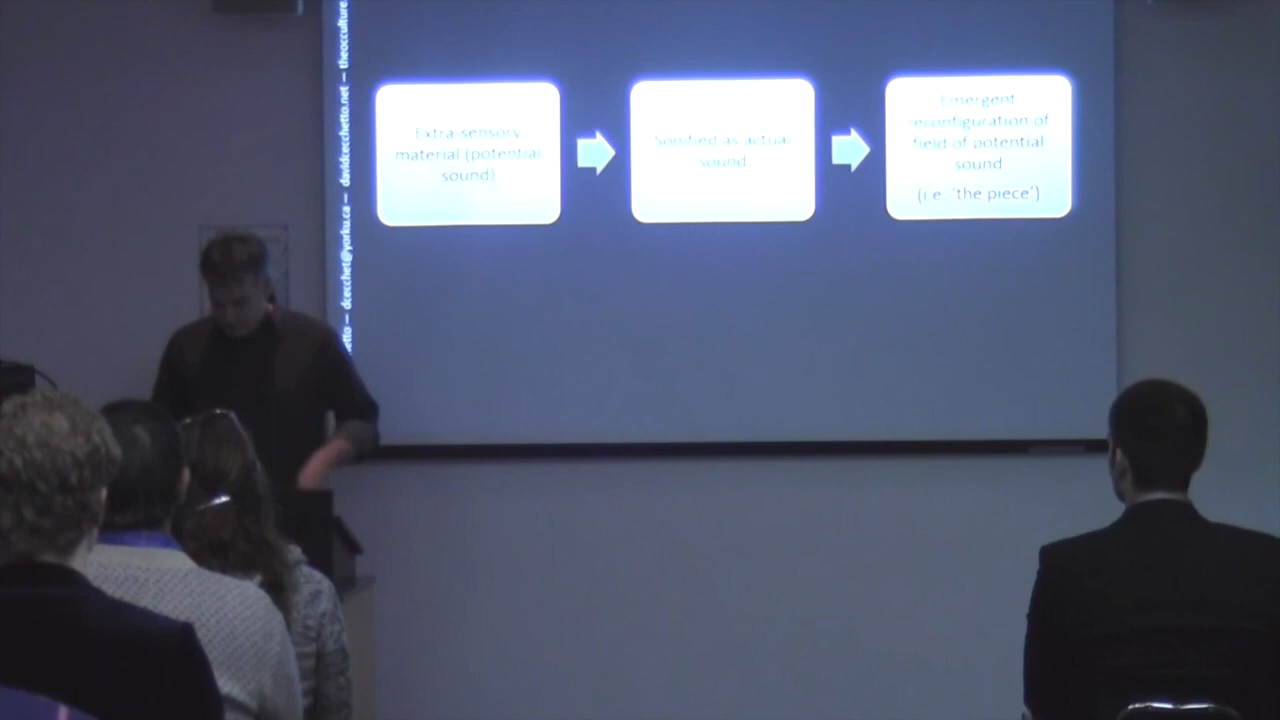 etto — dcecchet@yorku.ca — davidcecchetto.net — theocculture.
Extra-sensory
material (potential
sound)
Sonified as actual
sound
Emergent
reconfiguration of
field of potential
sound
(i.e. 'the piece')